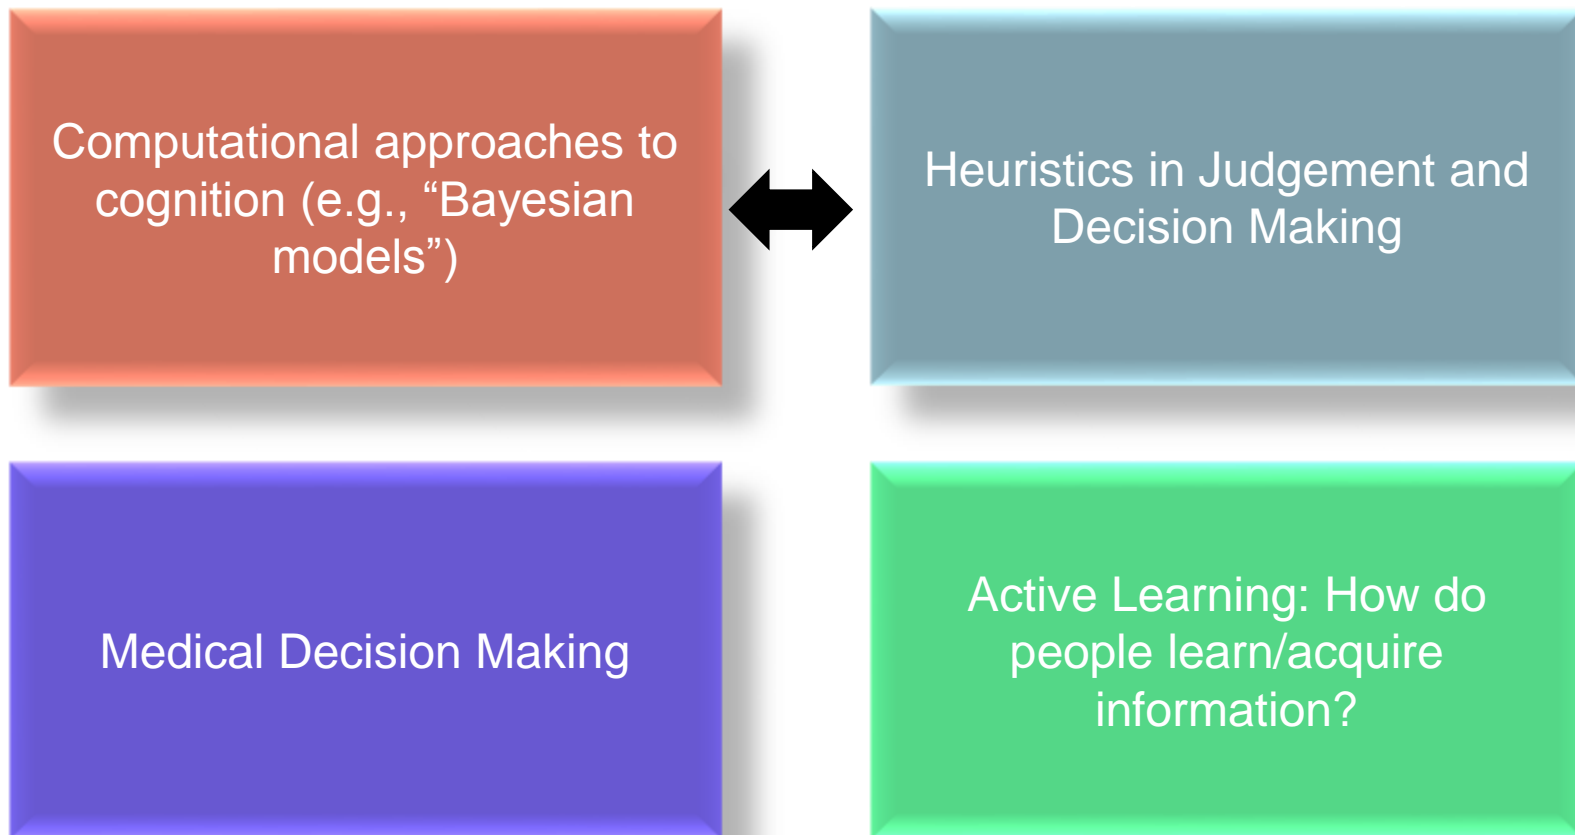 Computational approaches to
cognition (e.g., “Bayesian
models”)
Heuristics in Judgement and
Decision Making
Medical Decision Making
Active Learning: How do
people learn/acquire
information?